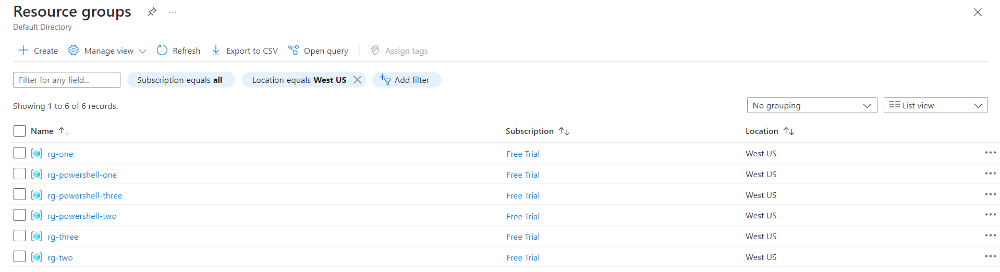 Resource groups ...
Default Directory
Create Manage view Refresh Export to CSV Open query Assign tags
Filter for any field... Subscription equals all Location equals West US Add filter
Showing 1 to 6 of 6 records. No grouping List view
Name Subscription Location
rg-one Free Trial West US ...
rg-powershell-one Free Trial West US ...
rg-powershell-three Free Trial West US ...
rg-powershell-two Free Trial West US ...
rg-three Free Trial West US ...
rg-two Free Trial West US ...